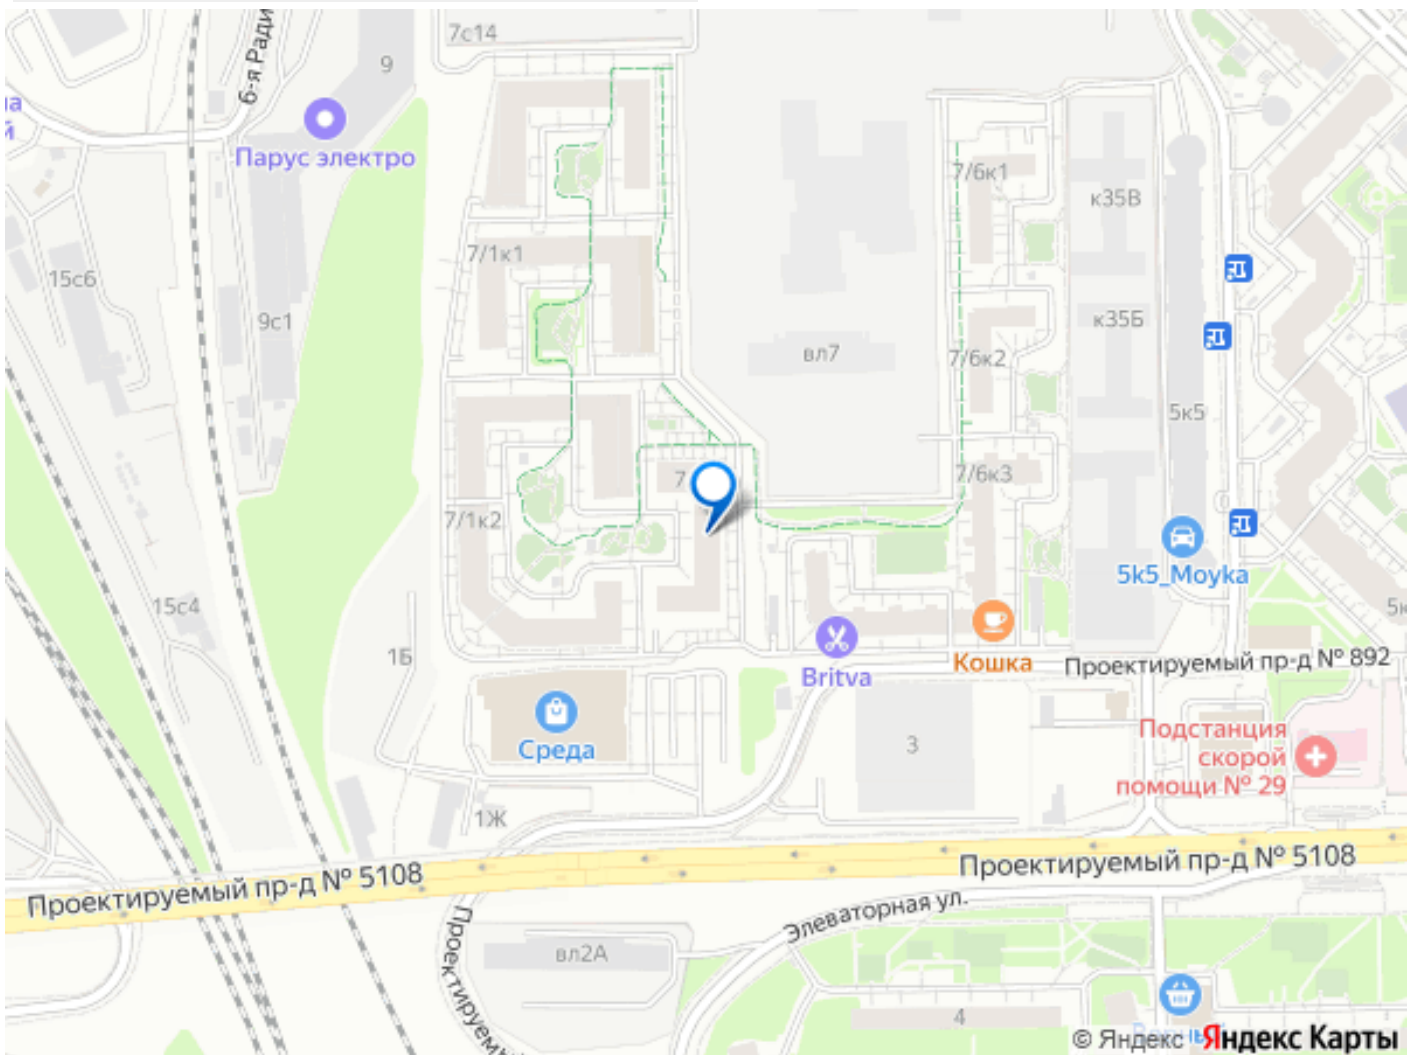 7с14
9
6-я Ради
Парус электро
7/6к1
к35В
7/1к1
15с6
9с1
к35Б
вл7
7/6к2
5к5
7/6к3
7
7/1к2
5k5_Moyka
15с4
1Б
Britva
Кошка
Проектируемый пр-д № 892
Среда
3
Подстанция
скорой
помощи № 29
1Ж
Проектируемый пр-д № 5108
Проектируемый пр-д № 5108
Элеваторная ул.
Проектируемый
вл2А
4
© Яндекс Яндекс Карты